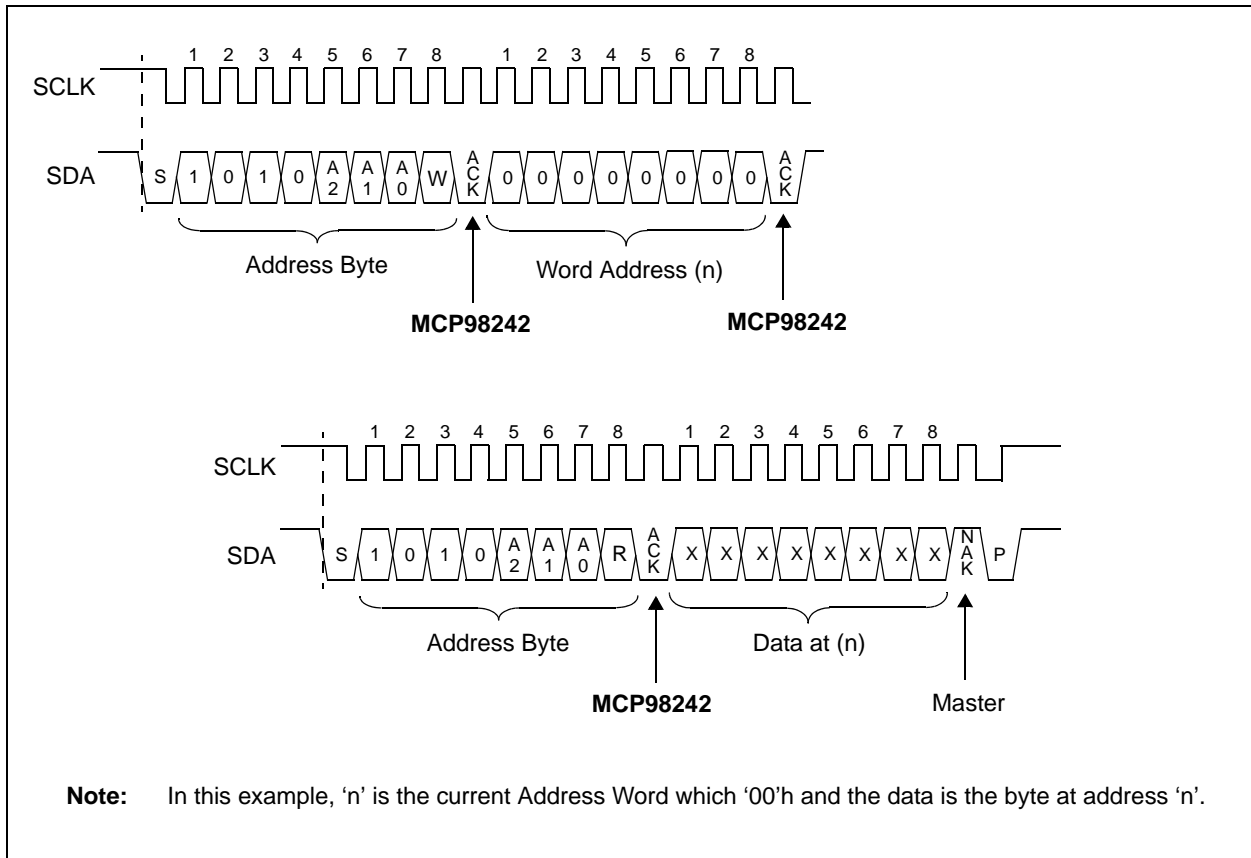 1 2 3 4 5 6 7 8 1 2 3 4 5 6 7 8
SCLK
SDA S 1 0 1 0 A2 A1 A0 W ACK 0 0 0 0 0 0 0 0 ACK
Address Byte Word Address (n)
MCP98242 MCP98242
1 2 3 4 5 6 7 8 1 2 3 4 5 6 7 8
SCLK
SDA S 1 0 1 0 A2 A1 A0 R ACK X X X X X X X X NAK P
Address Byte Data at (n)
MCP98242 Master
Note: In this example, ‘n’ is the current Address Word which ‘00’h and the data is the byte at address ‘n’.